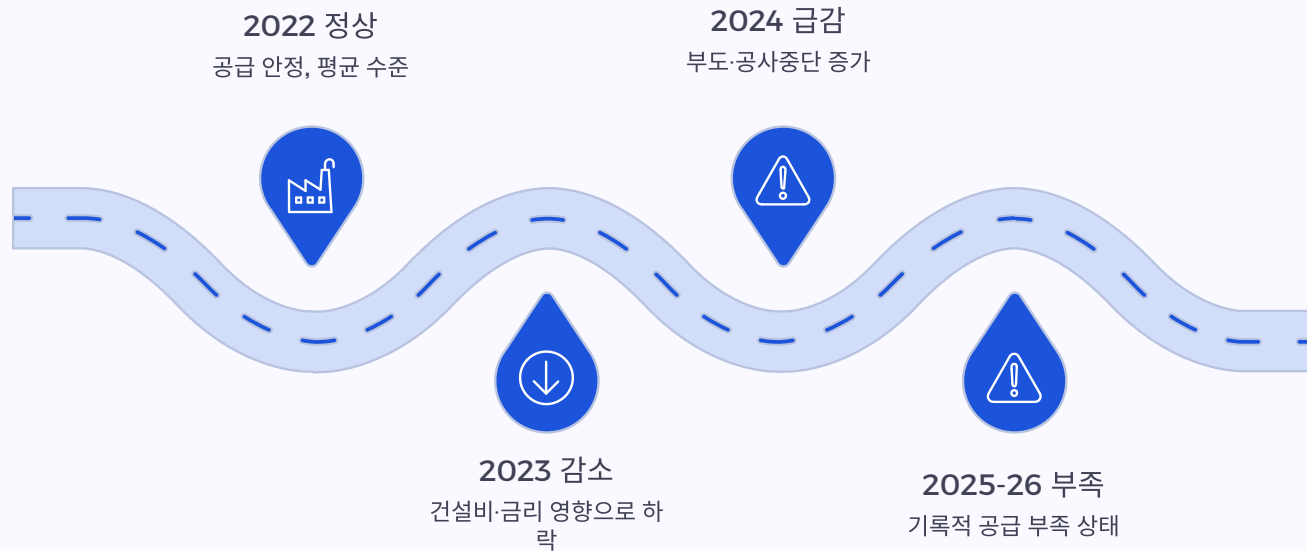 2022 정상
공급 안정, 평균 수준
2024 급감
부도·공사중단 증가
2023 감소
건설비·금리 영향으로 하
락
2025-26 부족
기록적 공급 부족 상태